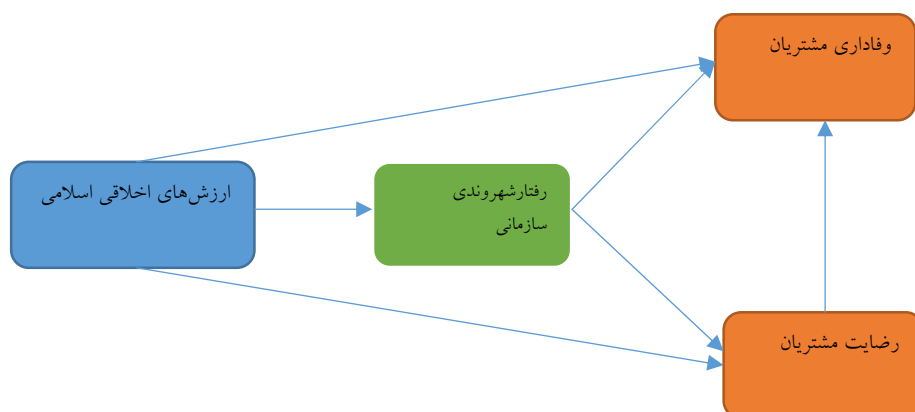 وفاداری مشتریان
ارزش‌های اخلاقی اسلامی
رفتارشهروندی
سازمانی
رضایت مشتریان